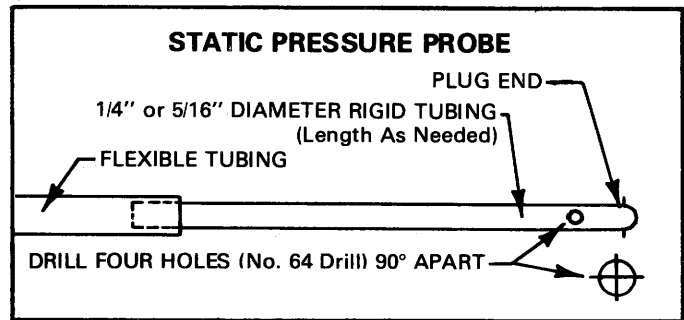 STATIC PRESSURE PROBE
PLUG END
1/4" or 5/16" DIAMETER RIGID TUBING
(Length As Needed)
FLEXIBLE TUBING
DRILL FOUR HOLES (No. 64 Drill) 90° APART